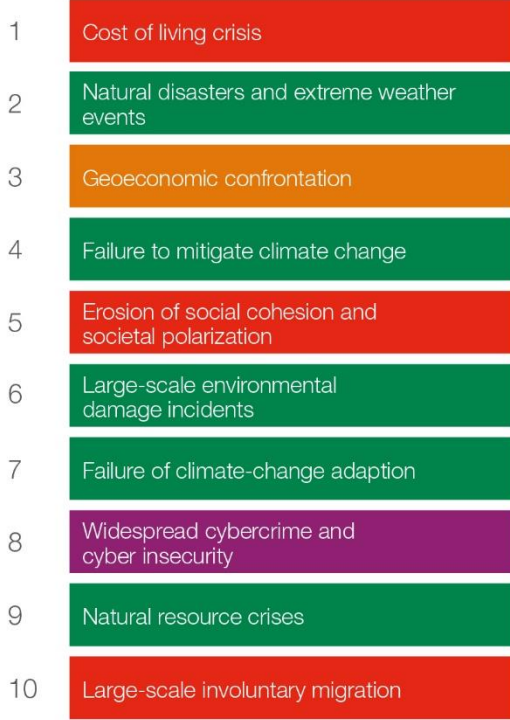 1 Cost of living crisis
2 Natural disasters and extreme weather
events
3 Geoeconomic confrontation
4 Failure to mitigate climate change
5 Erosion of social cohesion and
societal polarization
6 Large-scale environmental
damage incidents
7 Failure of climate-change adaption
8 Widespread cybercrime and
cyber insecurity
9 Natural resource crises
10 Large-scale involuntary migration